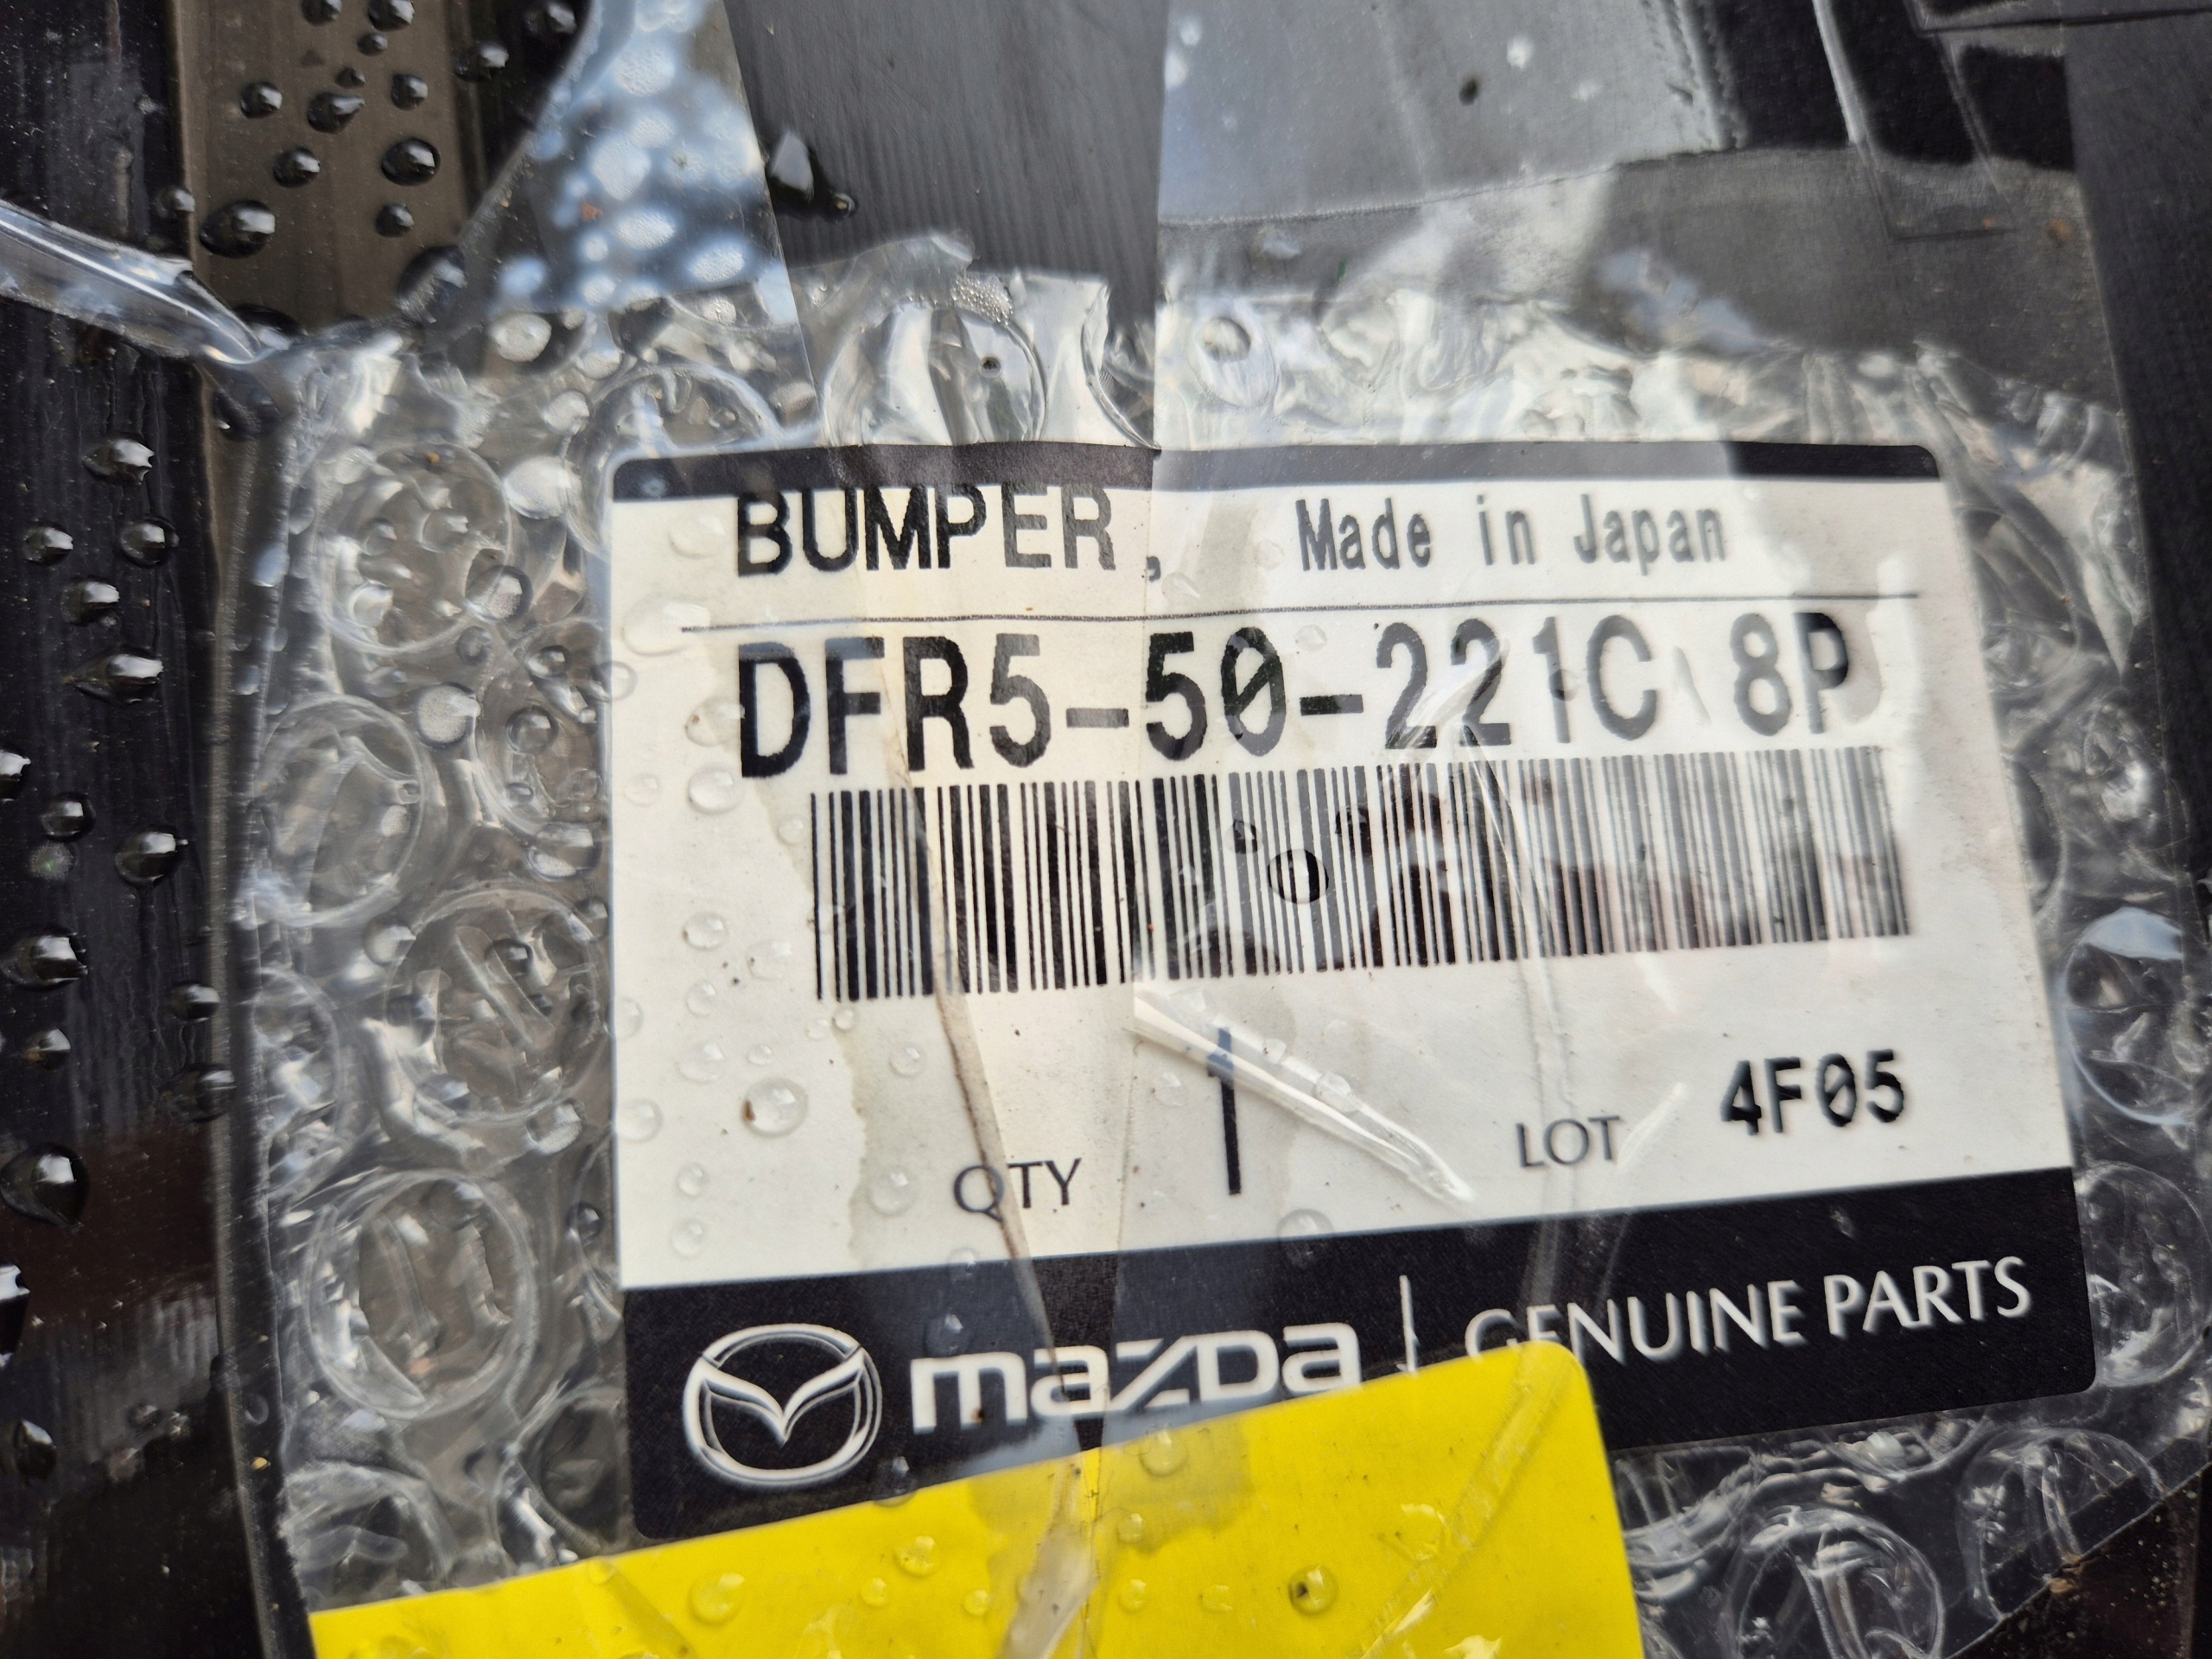 BUMPER, Made in Japan
DFR5-50-221C 8P
QTY 1 LOT 4F05
mazda | GENUINE PARTS